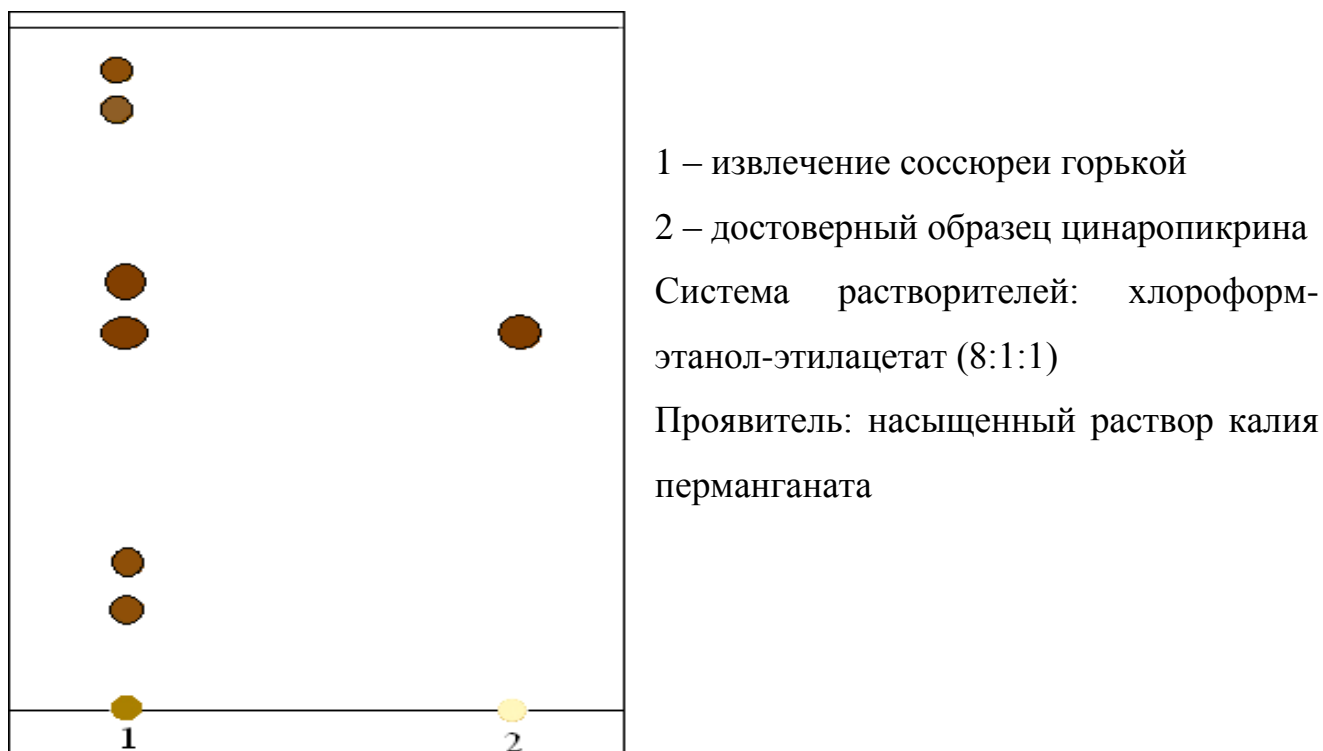 1 – извлечение соссюреи горькой
2 – достоверный образец цинаропикрина
Система растворителей: хлороформ-
этанол-этилацетат (8:1:1)
Проявитель: насыщенный раствор калия
перманганата
1 2